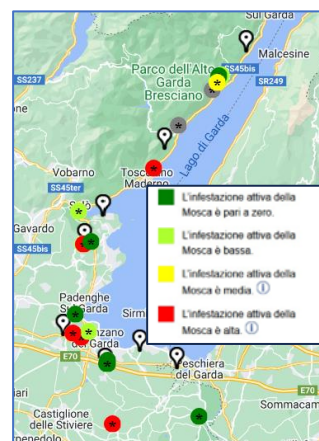 Sul Garda
Malcesine
SS45bis
SS237
Parco dell'Alto
Garda
Bresciano
SR249
Lago di Garda
Vobarno
Toscolano
Maderno
SS45ter
Salò
Gavardo
SS45bis
L'infestazione attiva della
Mosca è pari a zero.
L'infestazione attiva della
Mosca è bassa.
L'infestazione attiva della
Mosca è media. ⓘ
L'infestazione attiva della
Mosca è alta. ⓘ
Padenghe
Sul Garda
Sirm
del Garda
E70
Peschiera
del Garda
E70
Sommacam
Castiglione
delle Stiviere